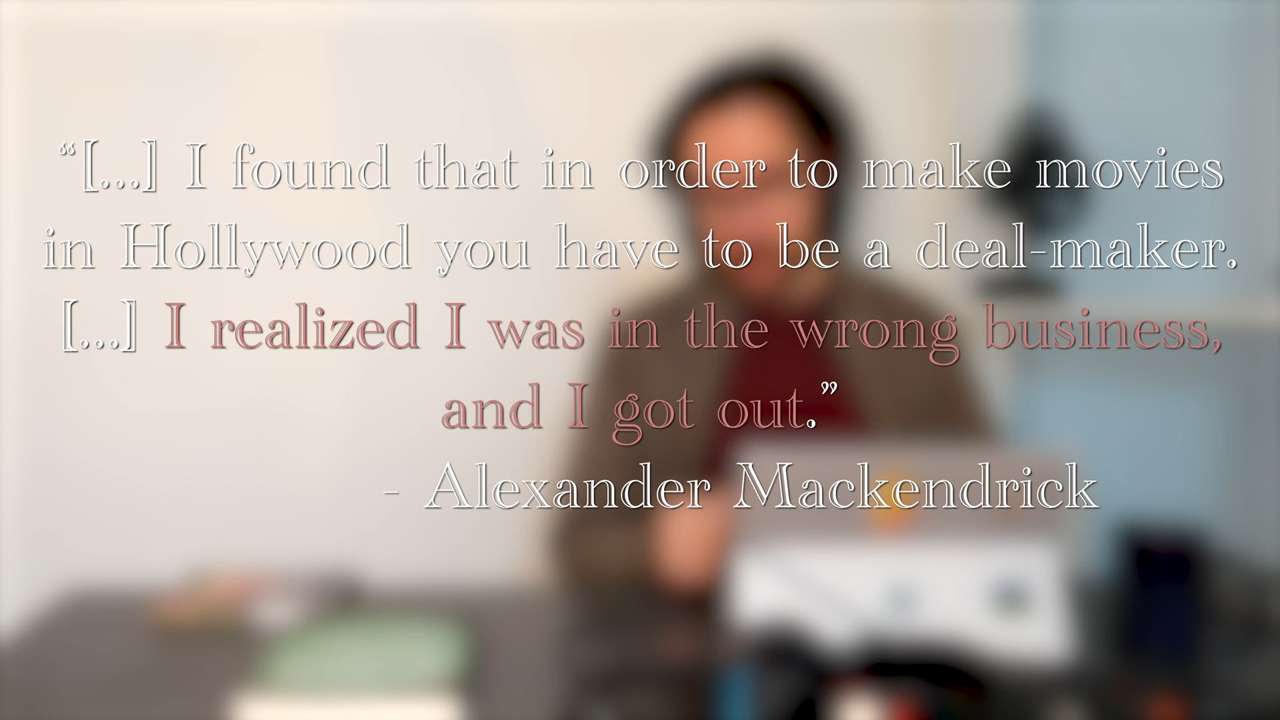 “[...] I found that in order to make movies
in Hollywood you have to be a deal-maker.
[...] I realized I was in the wrong business,
and I got out.”
- Alexander Mackendrick